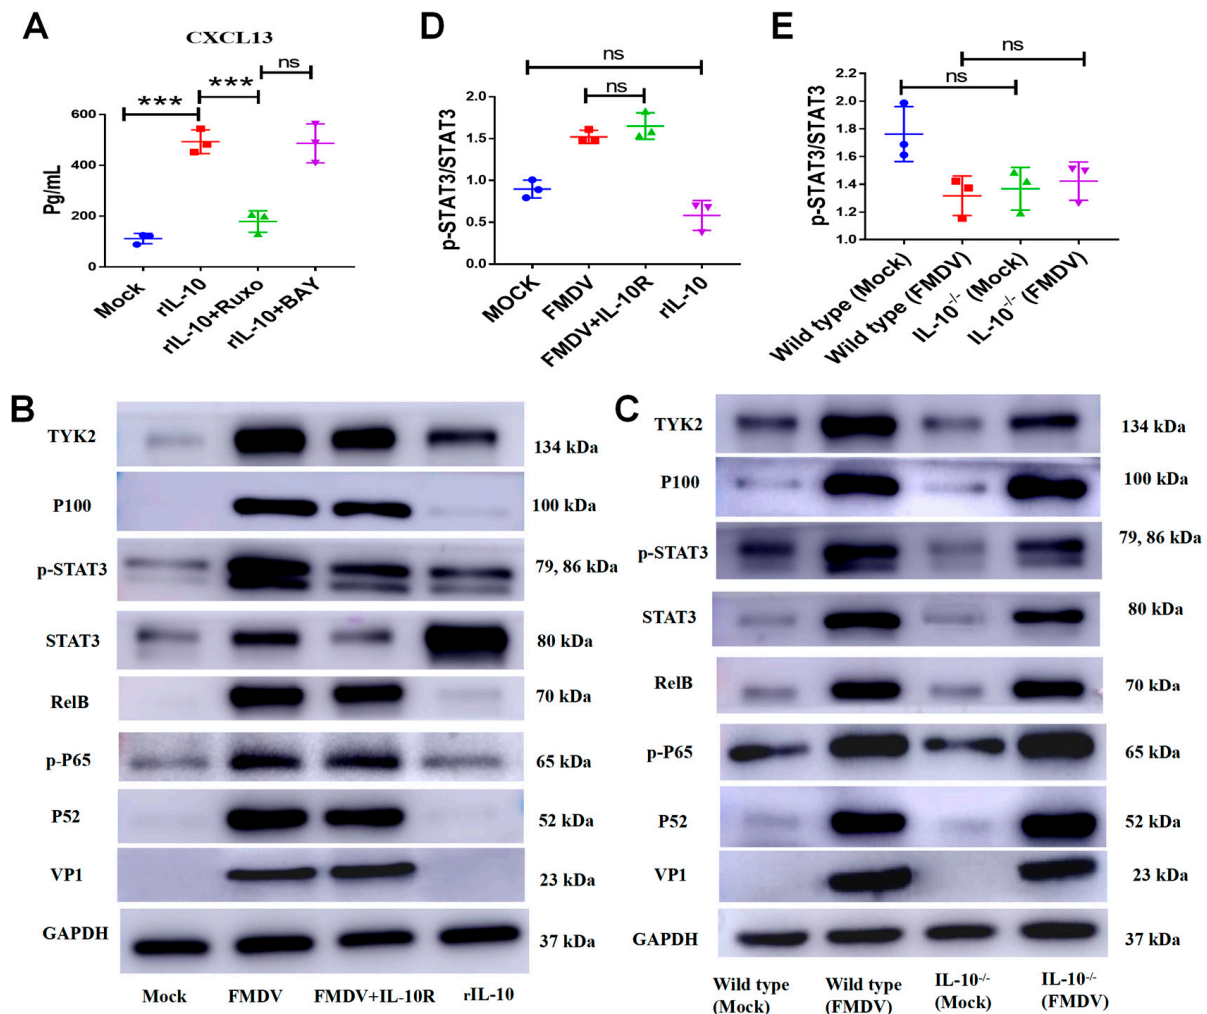 A
CXCL13
***
***
ns
Pg/mL
600
400
200
0
Mock
rIL-10
rIL-10+Ruxo
rIL-10+BAY
D
ns
ns
p-STAT3/STAT3
2.0
1.5
1.0
0.5
0.0
MOCK
FMDV
FMDV+IL-10R
rIL-10
E
ns
ns
p-STAT3/STAT3
2.2
2.0
1.8
1.6
1.4
1.2
1.0
Wild type (Mock)
Wild type (FMDV)
IL-10-/- (Mock)
IL-10-/- (FMDV)
B
TYK2 134 kDa
P100 100 kDa
p-STAT3 79, 86 kDa
STAT3 80 kDa
RelB 70 kDa
p-P65 65 kDa
P52 52 kDa
VP1 23 kDa
GAPDH 37 kDa
Mock FMDV FMDV+IL-10R rIL-10
C
TYK2 134 kDa
P100 100 kDa
p-STAT3 79, 86 kDa
STAT3 80 kDa
RelB 70 kDa
p-P65 65 kDa
P52 52 kDa
VP1 23 kDa
GAPDH 37 kDa
Wild type Wild type IL-10-/- IL-10-/-
(Mock) (FMDV) (Mock) (FMDV)